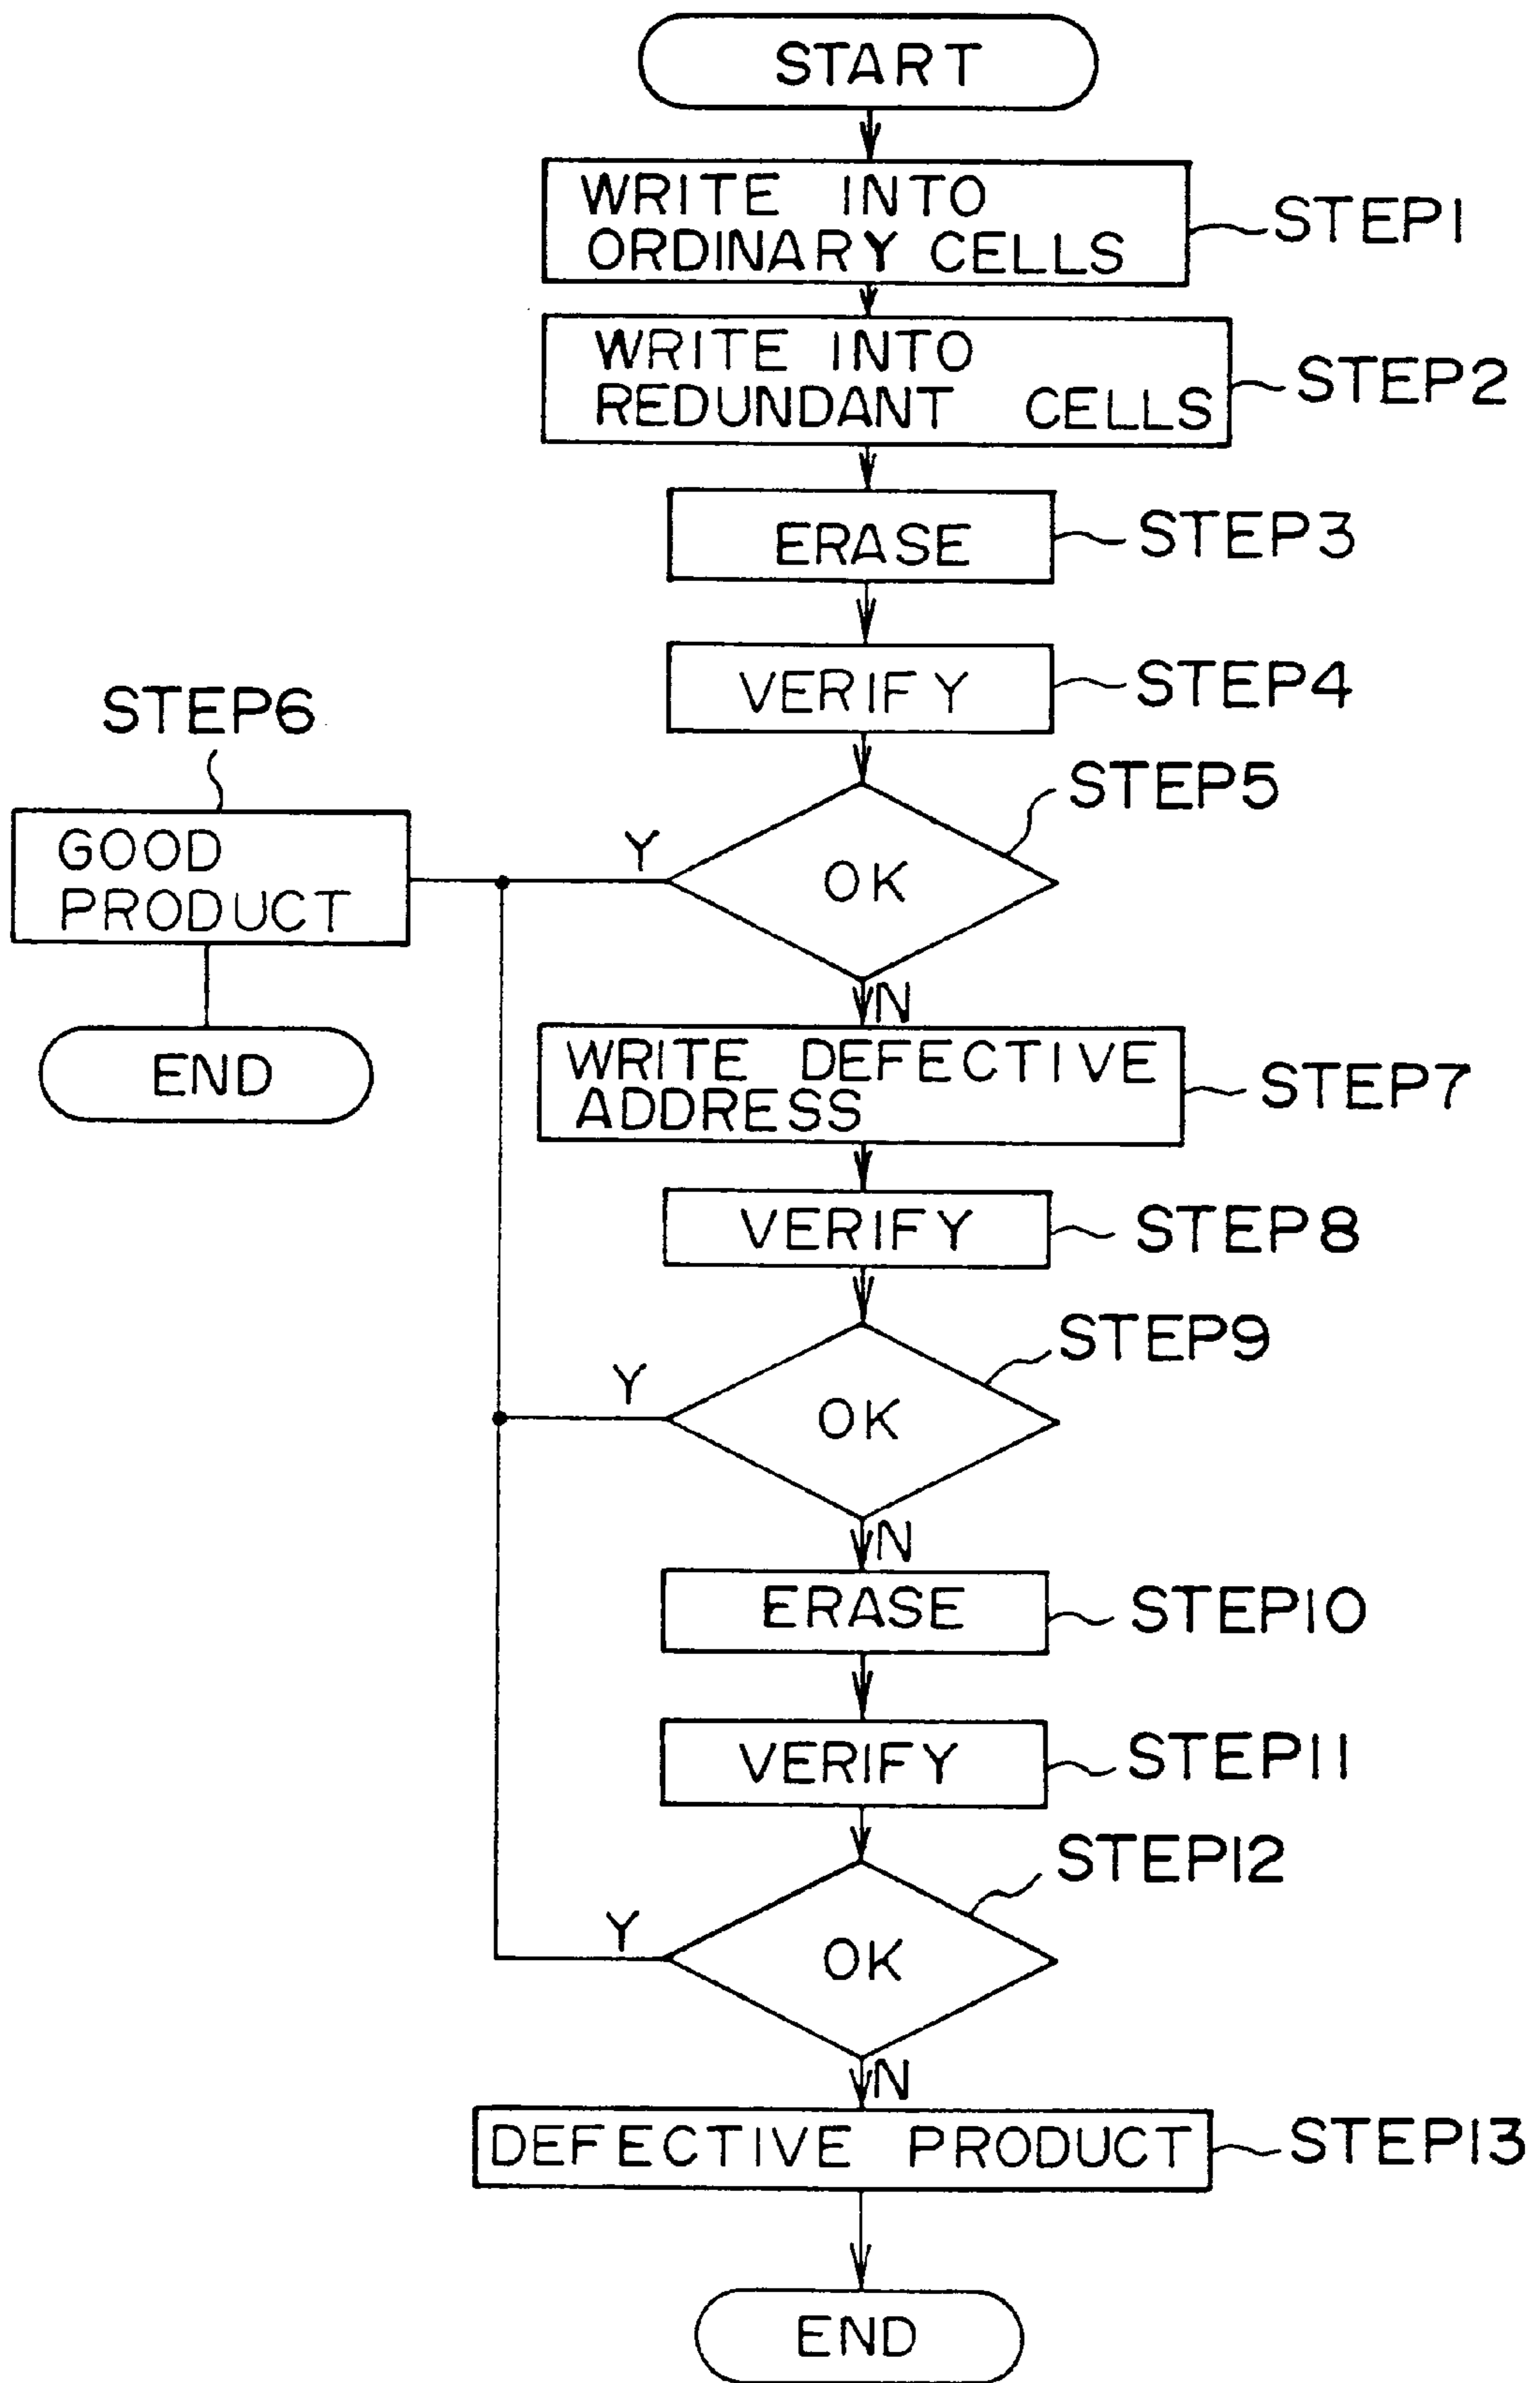 START
WRITE INTO
ORDINARY CELLS
STEP1
WRITE INTO
REDUNDANT CELLS
STEP2
ERASE
STEP3
VERIFY
STEP4
STEP6
STEP5
GOOD
PRODUCT
Y
OK
N
END
WRITE DEFECTIVE
ADDRESS
STEP7
VERIFY
STEP8
STEP9
Y
OK
N
ERASE
STEP10
VERIFY
STEP11
STEP12
Y
OK
N
DEFECTIVE PRODUCT
STEP13
END